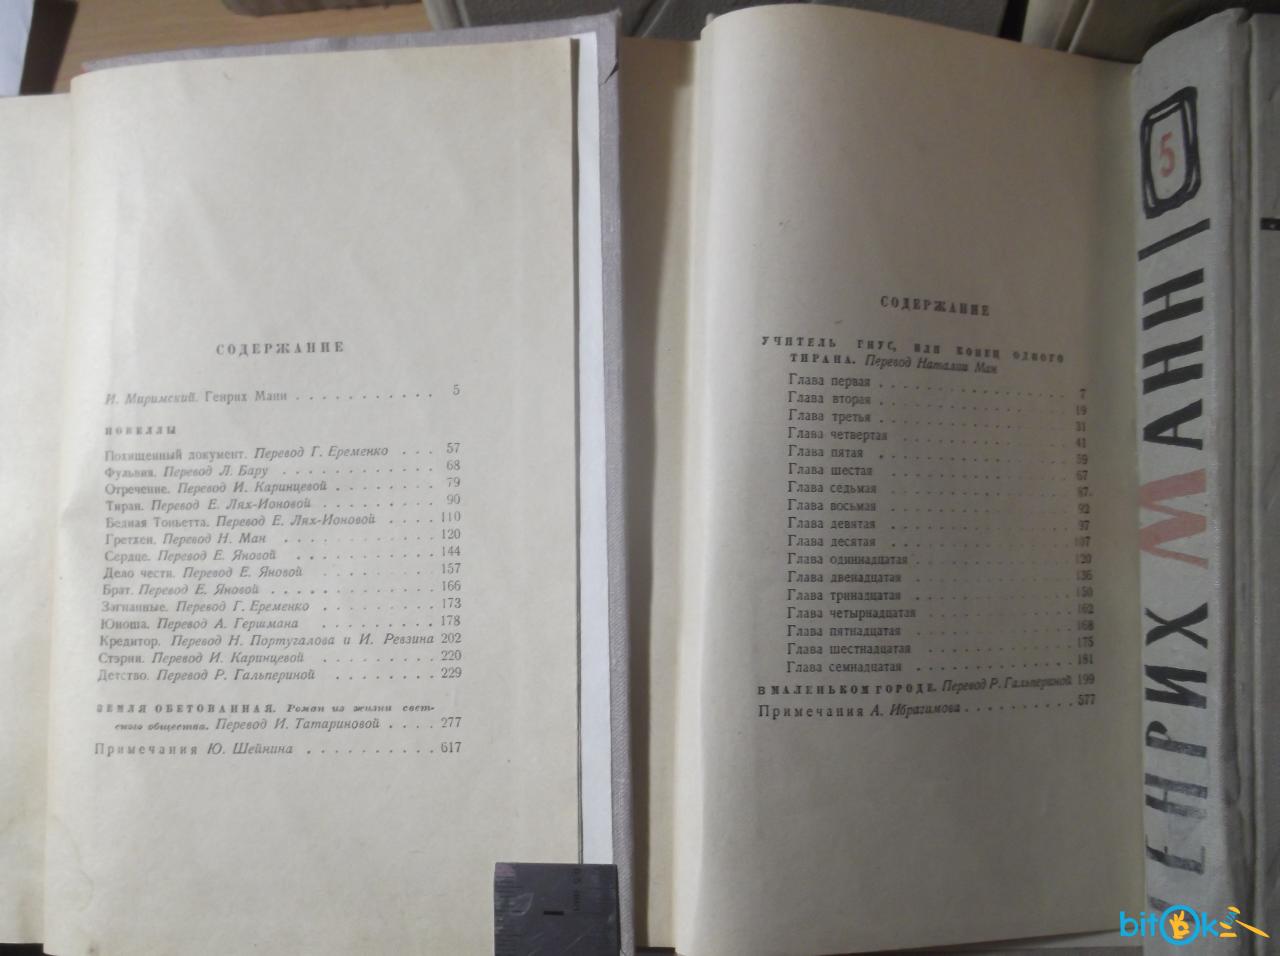 СОДЕРЖАНИЕ
И. Миримский. Генрих Манн . . . . . . . . . . . 5
НОВЕЛЛЫ
Похищенный документ. Перевод Г. Еременко . . . 57
Фульвия. Перевод Л. Бару . . . . . . . . . . 68
Отречение. Перевод И. Каринцевой . . . . . . . 79
Тиран. Перевод Е. Лях-Ионовой . . . . . . . . 90
Бедная Тоньетта. Перевод Е. Лях-Ионовой . . . . 110
Гретхен. Перевод Н. Ман . . . . . . . . . . . 120
Сердце. Перевод Е. Яновой . . . . . . . . . . 144
Дело чести. Перевод Е. Яновой . . . . . . . . 157
Брат. Перевод Е. Яновой . . . . . . . . . . . 166
Загнанные. Перевод Г. Еременко . . . . . . . . 173
Юноша. Перевод А. Гершмана . . . . . . . . 178
Кредитор. Перевод Н. Португалова и И. Ревзина 202
Стэрни. Перевод И. Каринцевой . . . . . . . . 220
Детство. Перевод Р. Гальпериной . . . . . . . . 229
ЗЕМЛЯ ОБЕТОВАННАЯ. Роман из жизни свет-
ского общества. Перевод И. Татариновой . . . . 277
Примечания Ю. Шейнина . . . . . . . . . . 617
СОДЕРЖАНИЕ
УЧИТЕЛЬ ГНУС, ИЛИ КОНЕЦ ОДНОГО
ТИРАНА. Перевод Наталии Ман
Глава первая . . . . . . . . . . . . . 7
Глава вторая . . . . . . . . . . . . . 19
Глава третья . . . . . . . . . . . . . 31
Глава четвертая . . . . . . . . . . . . 41
Глава пятая . . . . . . . . . . . . . 59
Глава шестая . . . . . . . . . . . . . 67
Глава седьмая . . . . . . . . . . . . . 87
Глава восьмая . . . . . . . . . . . . . 92
Глава девятая . . . . . . . . . . . . . 97
Глава десятая . . . . . . . . . . . . . 107
Глава одиннадцатая . . . . . . . . . . . 120
Глава двенадцатая . . . . . . . . . . . 136
Глава тринадцатая . . . . . . . . . . . 150
Глава четырнадцатая . . . . . . . . . . 162
Глава пятнадцатая . . . . . . . . . . . 168
Глава шестнадцатая . . . . . . . . . . . 175
Глава семнадцатая . . . . . . . . . . . 181
В МАЛЕНЬКОМ ГОРОДЕ. Перевод Р. Гальпериной 199
Примечания А. Ибрагимова . . . . . . . . . 577
ГЕНРИХ МАНН
5